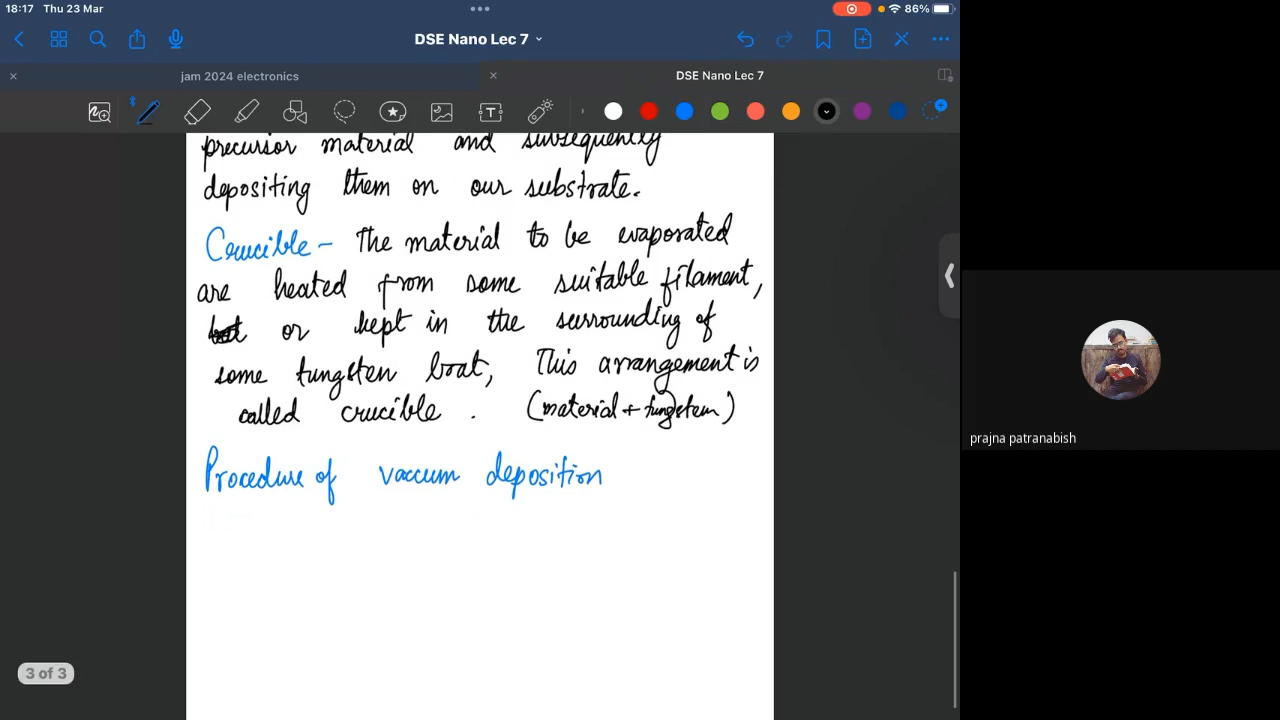 18:17 Thu 23 Mar
86%
DSE Nano Lec 7
jam 2024 electronics
DSE Nano Lec 7
precursor material and subsequently
depositing them on our substrate.
Crucible - The material to be evaporated
are heated from some suitable filament,
or kept in the surrounding of
some tungsten boat, This arrangement is
called crucible . (material + tungsten)
Procedure of vaccum deposition
3 of 3
prajna patranabish